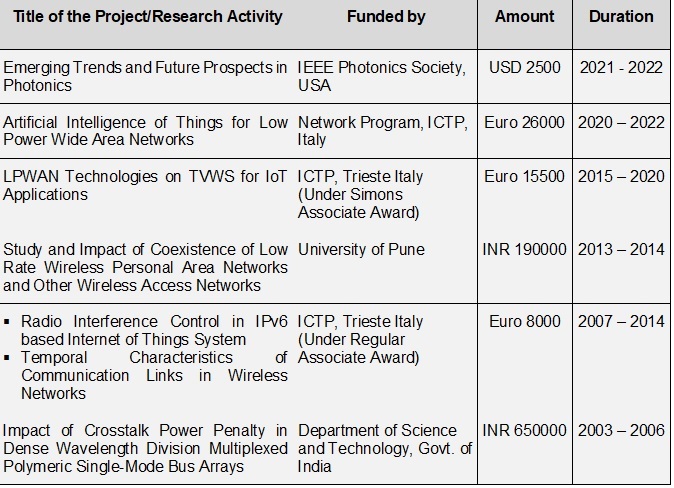 Title of the Project/Research Activity Funded by Amount Duration
Emerging Trends and Future Prospects in IEEE Photonics Society, USD 2500 2021 - 2022
Photonics USA
Artificial Intelligence of Things for Low Network Program, ICTP, Euro 26000 2020 – 2022
Power Wide Area Networks Italy
LPWAN Technologies on TVWS for IoT ICTP, Trieste Italy Euro 15500 2015 – 2020
Applications (Under Simons
Associate Award)
Study and Impact of Coexistence of Low University of Pune INR 190000 2013 – 2014
Rate Wireless Personal Area Networks
and Other Wireless Access Networks
▪ Radio Interference Control in IPv6 ICTP, Trieste Italy Euro 8000 2007 – 2014
based Internet of Things System (Under Regular
▪ Temporal Characteristics of Associate Award)
Communication Links in Wireless
Networks
Impact of Crosstalk Power Penalty in Department of Science INR 650000 2003 – 2006
Dense Wavelength Division Multiplexed and Technology, Govt. of
Polymeric Single-Mode Bus Arrays India